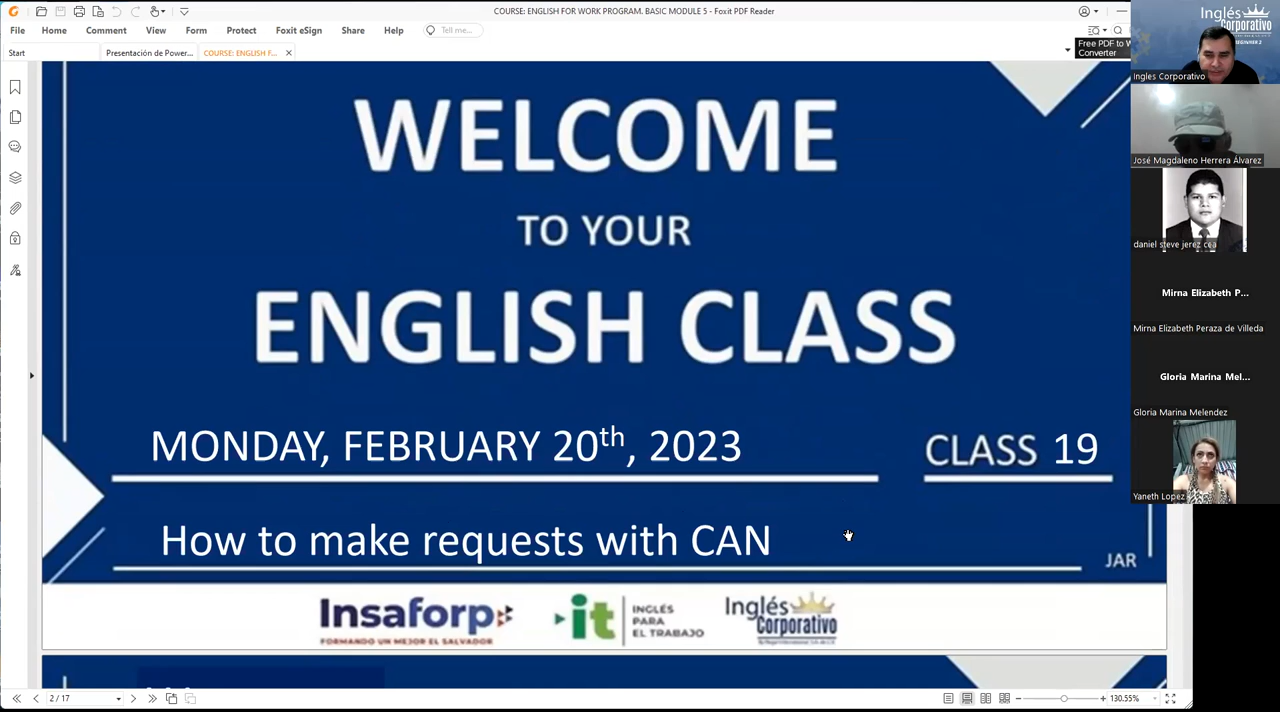 COURSE: ENGLISH FOR WORK PROGRAM. BASIC MODULE 5 - Foxit PDF Reader
File Home Comment View Form Protect Foxit eSign Share Help Tell me...
Start Presentación de Power... COURSE: ENGLISH F...
Free PDF to W
Converter
WELCOME
TO YOUR
ENGLISH CLASS
MONDAY, FEBRUARY 20th, 2023 CLASS 19
How to make requests with CAN
JAR
Insaforp
FORMANDO UN MEJOR EL SALVADOR
it
INGLÉS
PARA
EL TRABAJO
Inglés
Corporativo
2 / 17
130.55%
Inglés
Corporativo
BEGINNER 2
Ingles Corporativo
José Magdaleno Herrera Álvarez
daniel steve jerez cea
Mirna Elizabeth P...
Mirna Elizabeth Peraza de Villeda
Gloria Marina Mel...
Gloria Marina Melendez
Yaneth Lopez